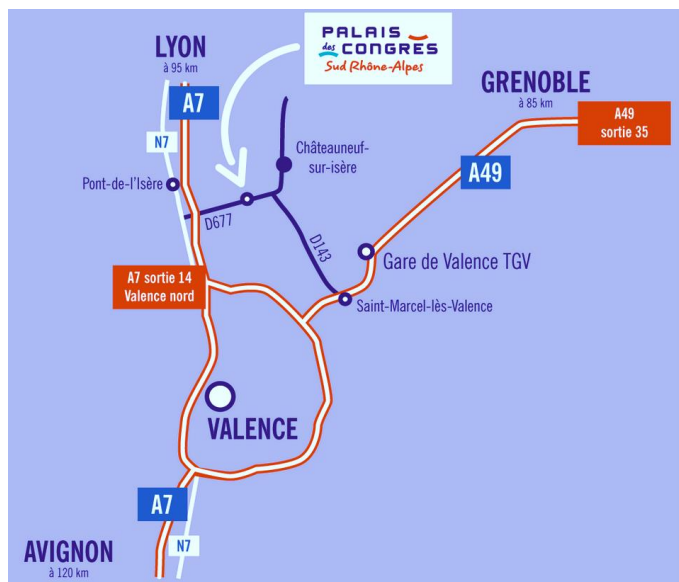 PALAIS
des CONGRÈS
Sud Rhône-Alpes
LYON
à 95 km
A7
N7
GRENOBLE
à 85 km
A49
sortie 35
Châteauneuf-
sur-isère
A49
Pont-de-l'Isère
D677
D143
Gare de Valence TGV
A7 sortie 14
Valence nord
Saint-Marcel-lès-Valence
VALENCE
A7
N7
AVIGNON
à 120 km